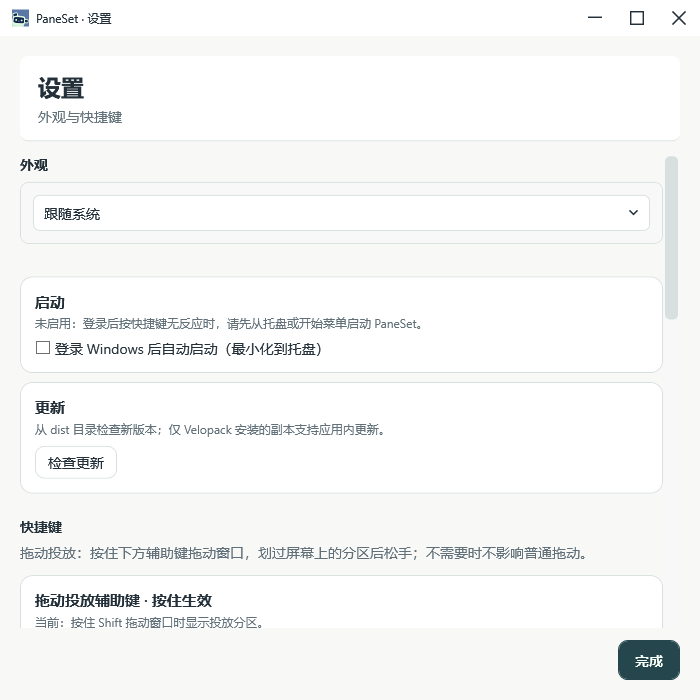 PaneSet · 设置
设置
外观与快捷键
外观
跟随系统
启动
未启用：登录后按快捷键无反应时，请先从托盘或开始菜单启动 PaneSet。
登录 Windows 后自动启动（最小化到托盘）
更新
从 dist 目录检查新版本；仅 Velopack 安装的副本支持应用内更新。
检查更新
快捷键
拖动投放：按住下方辅助键拖动窗口，划过屏幕上的分区后松手；不需要时不影响普通拖动。
拖动投放辅助键 · 按住生效
当前：按住 Shift 拖动窗口时显示投放分区。
完成